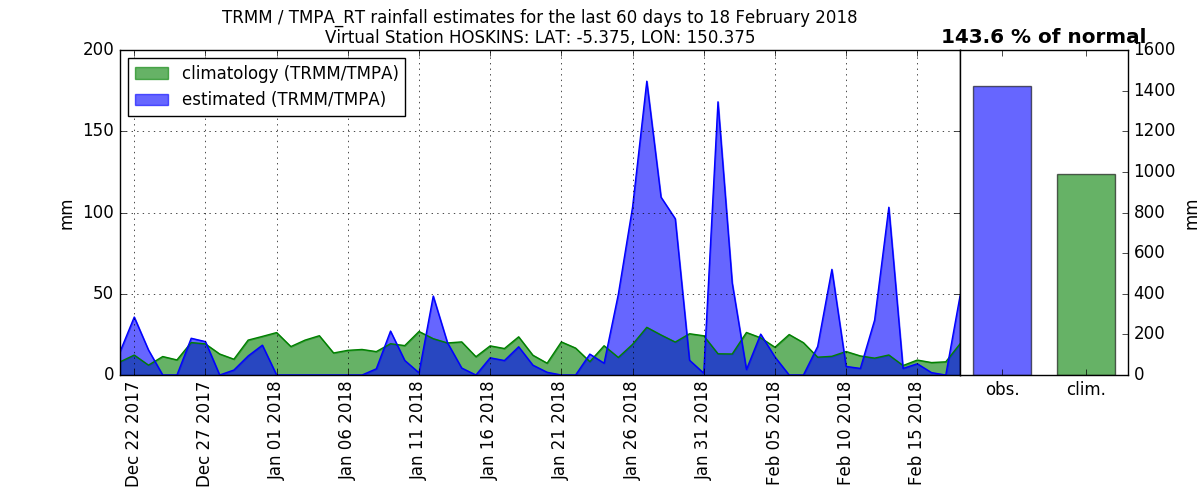 TRMM / TMPA_RT rainfall estimates for the last 60 days to 18 February 2018
Virtual Station HOSKINS: LAT: -5.375, LON: 150.375
143.6 % of normal
climatology (TRMM/TMPA)
estimated (TRMM/TMPA)
200
150
100
50
0
mm
Dec 22 2017
Dec 27 2017
Jan 01 2018
Jan 06 2018
Jan 11 2018
Jan 16 2018
Jan 21 2018
Jan 26 2018
Jan 31 2018
Feb 05 2018
Feb 10 2018
Feb 15 2018
1600
1400
1200
1000
800
600
400
200
0
mm
obs.
clim.